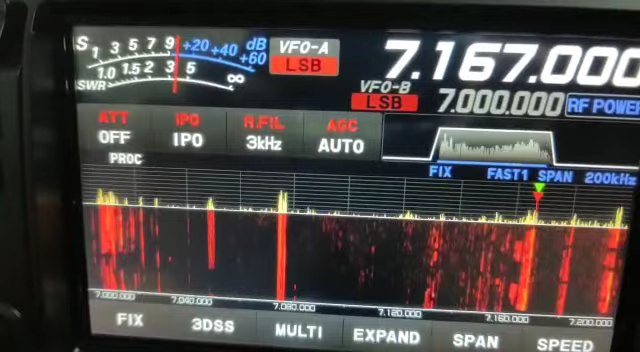 S 1 3 5 7 9 +20 +40 +60 dB
1.0 1.5 2 3 5 ∞
SWR
VFO-A
LSB
7.167.000
VFO-B
LSB
7.000.000
RF POWE
ATT IPO R.FIL AGC
OFF IPO 3kHz AUTO
PROC
FIX FAST1 SPAN 200kHz
7.000.000 7.040.000 7.080.000 7.120.000 7.160.000 7.200.000
FIX 3DSS MULTI EXPAND SPAN SPEED